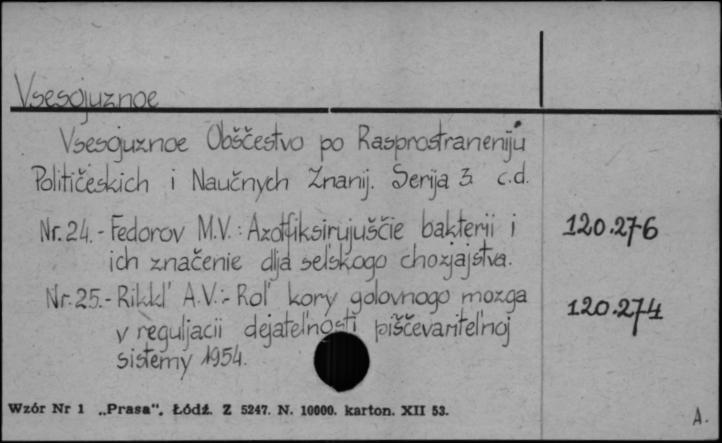 Vsesojuznoe
Vsesojuznoe Obščestvo po Rasprostraneniju
Političeskich i Naučnych Znanij. Serija 3. c.d.
Nr. 24. - Fedorov M.V.: Azotfiksirujuščie bakterii i 120.276
ich značenie dlja sel'skogo chozjajstva.
Nr. 25. - Rikkl' A.V.: - Rol' kory golovnogo mozga 120.274
v reguljacii dejatel'nosti piščevaritel'noj
sistemy 1954.
Wzór Nr 1 „Prasa". Łódź. Z 5247. N. 10000. karton. XII 53.
A.